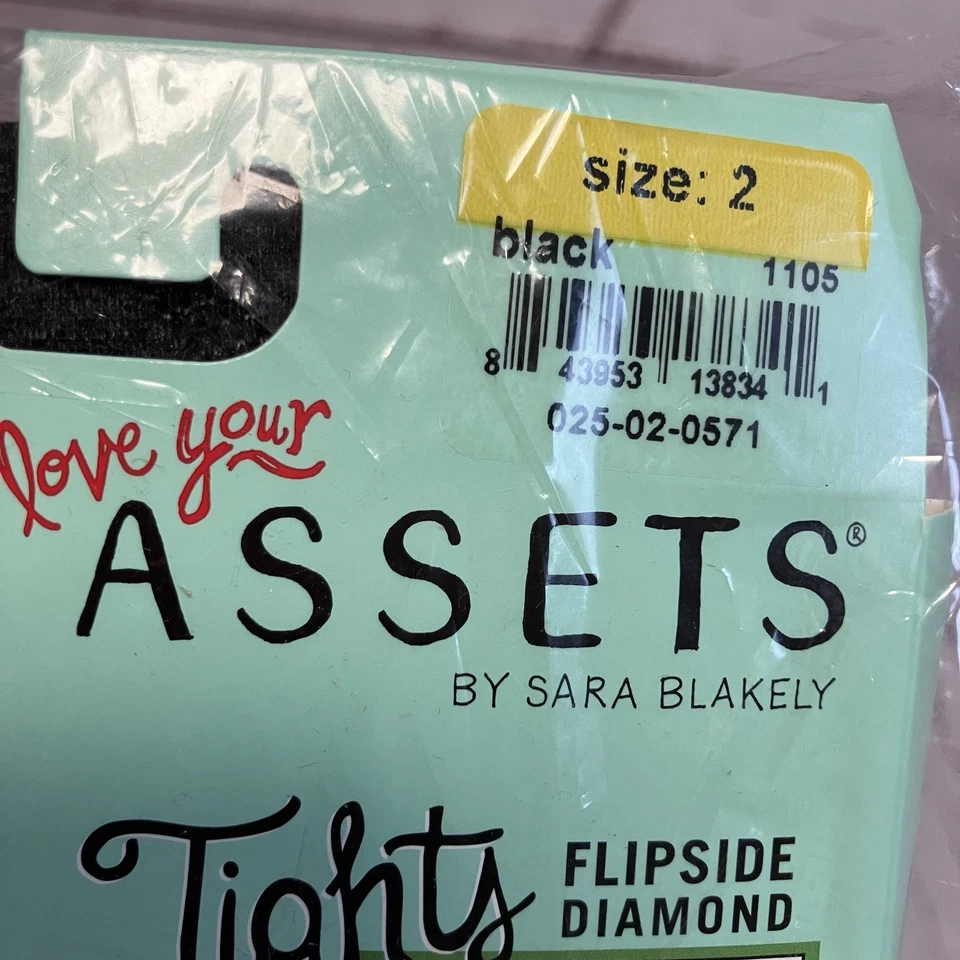 size: 2
black
1105
8 43953 13834 1
025-02-0571
love your
ASSETS®
BY SARA BLAKELY
Tights
FLIPSIDE
DIAMOND